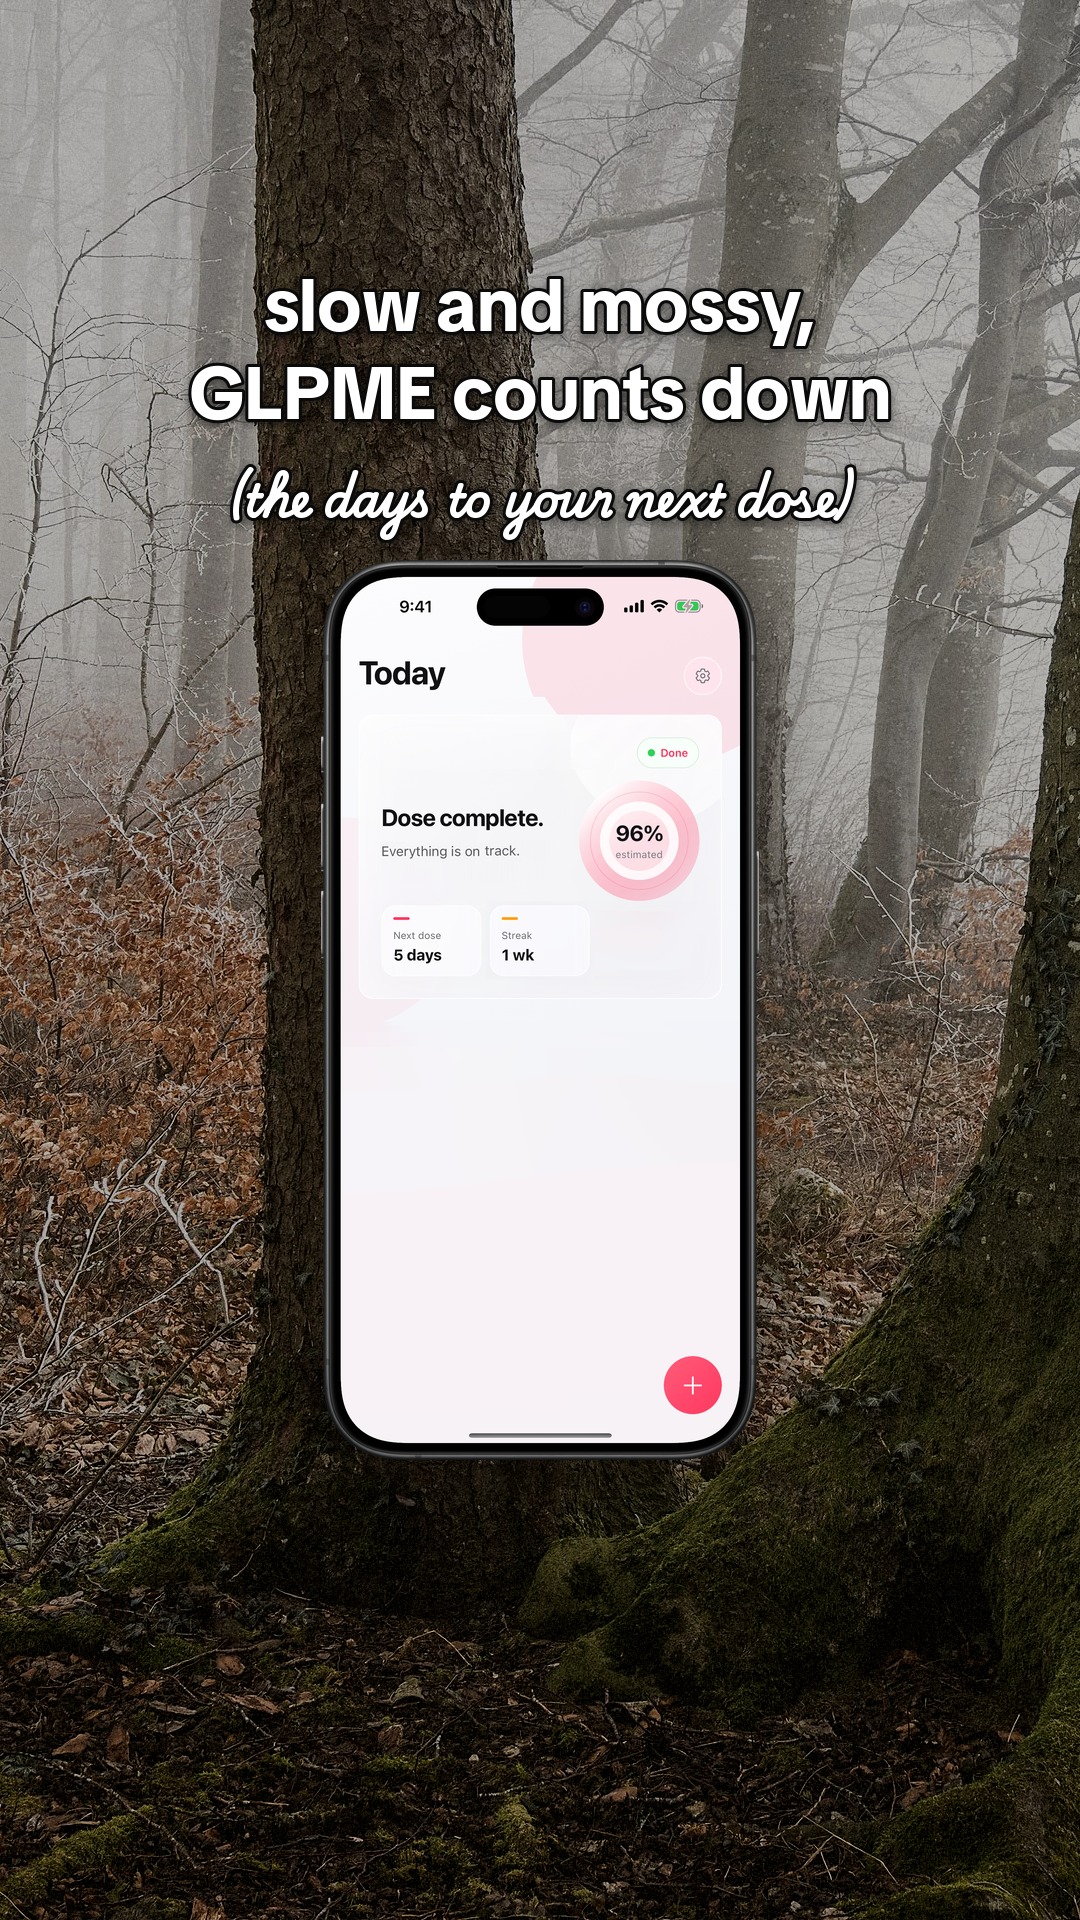 slow and mossy,
GLPME counts down
(the days to your next dose)
9:41
Today
Done
Dose complete.
96%
Everything is on track.
estimated
Next dose
Streak
5 days
1 wk